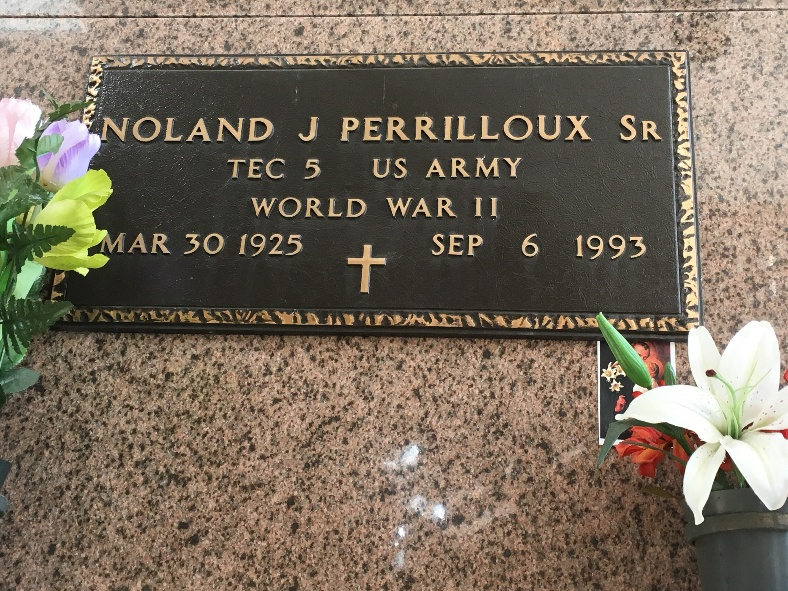 NOLAND J PERRILLOUX SR
TEC 5 US ARMY
WORLD WAR II
MAR 30 1925 SEP 6 1993